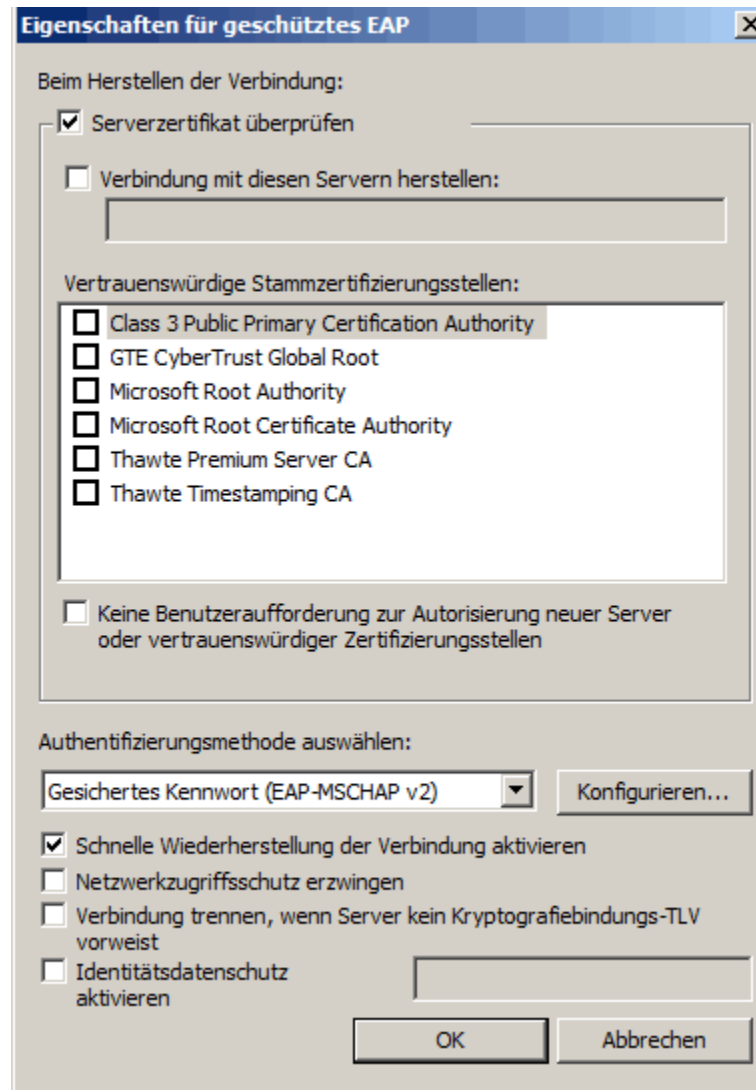 Eigenschaften für geschütztes EAP
Beim Herstellen der Verbindung:
Serverzertifikat überprüfen
Verbindung mit diesen Servern herstellen:
Vertrauenswürdige Stammzertifizierungsstellen:
Class 3 Public Primary Certification Authority
GTE CyberTrust Global Root
Microsoft Root Authority
Microsoft Root Certificate Authority
Thawte Premium Server CA
Thawte Timestamping CA
Keine Benutzeraufforderung zur Autorisierung neuer Server
oder vertrauenswürdiger Zertifizierungsstellen
Authentifizierungsmethode auswählen:
Gesichertes Kennwort (EAP-MSCHAP v2)
Konfigurieren...
Schnelle Wiederherstellung der Verbindung aktivieren
Netzwerkzugriffsschutz erzwingen
Verbindung trennen, wenn Server kein Kryptografiebindungs-TLV
vorweist
Identitätsdatenschutz
aktivieren
OK
Abbrechen